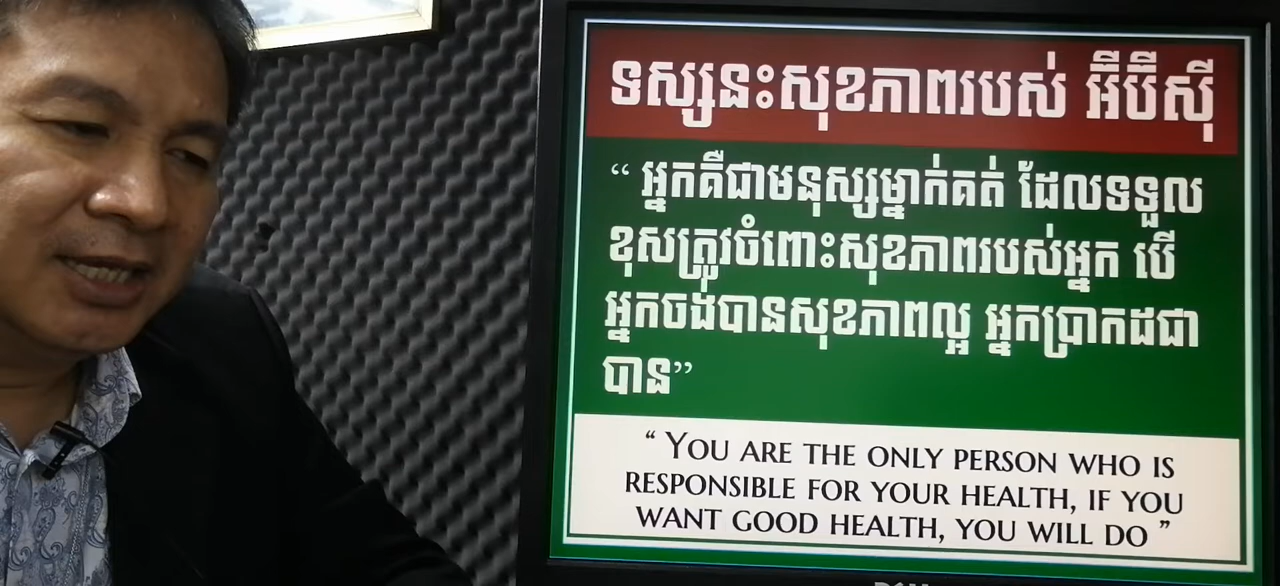 ទស្សនះសុខភាពរបស់ អ៊ីប៊ីស៊ី
“ អ្នកគឺជាមនុស្សម្នាក់គត់ ដែលទទួល
ខុសត្រូវចំពោះសុខភាពរបស់អ្នក បើ
អ្នកចង់បានសុខភាពល្អ អ្នកប្រាកដជា
បាន”
“ YOU ARE THE ONLY PERSON WHO IS
RESPONSIBLE FOR YOUR HEALTH, IF YOU
WANT GOOD HEALTH, YOU WILL DO ”